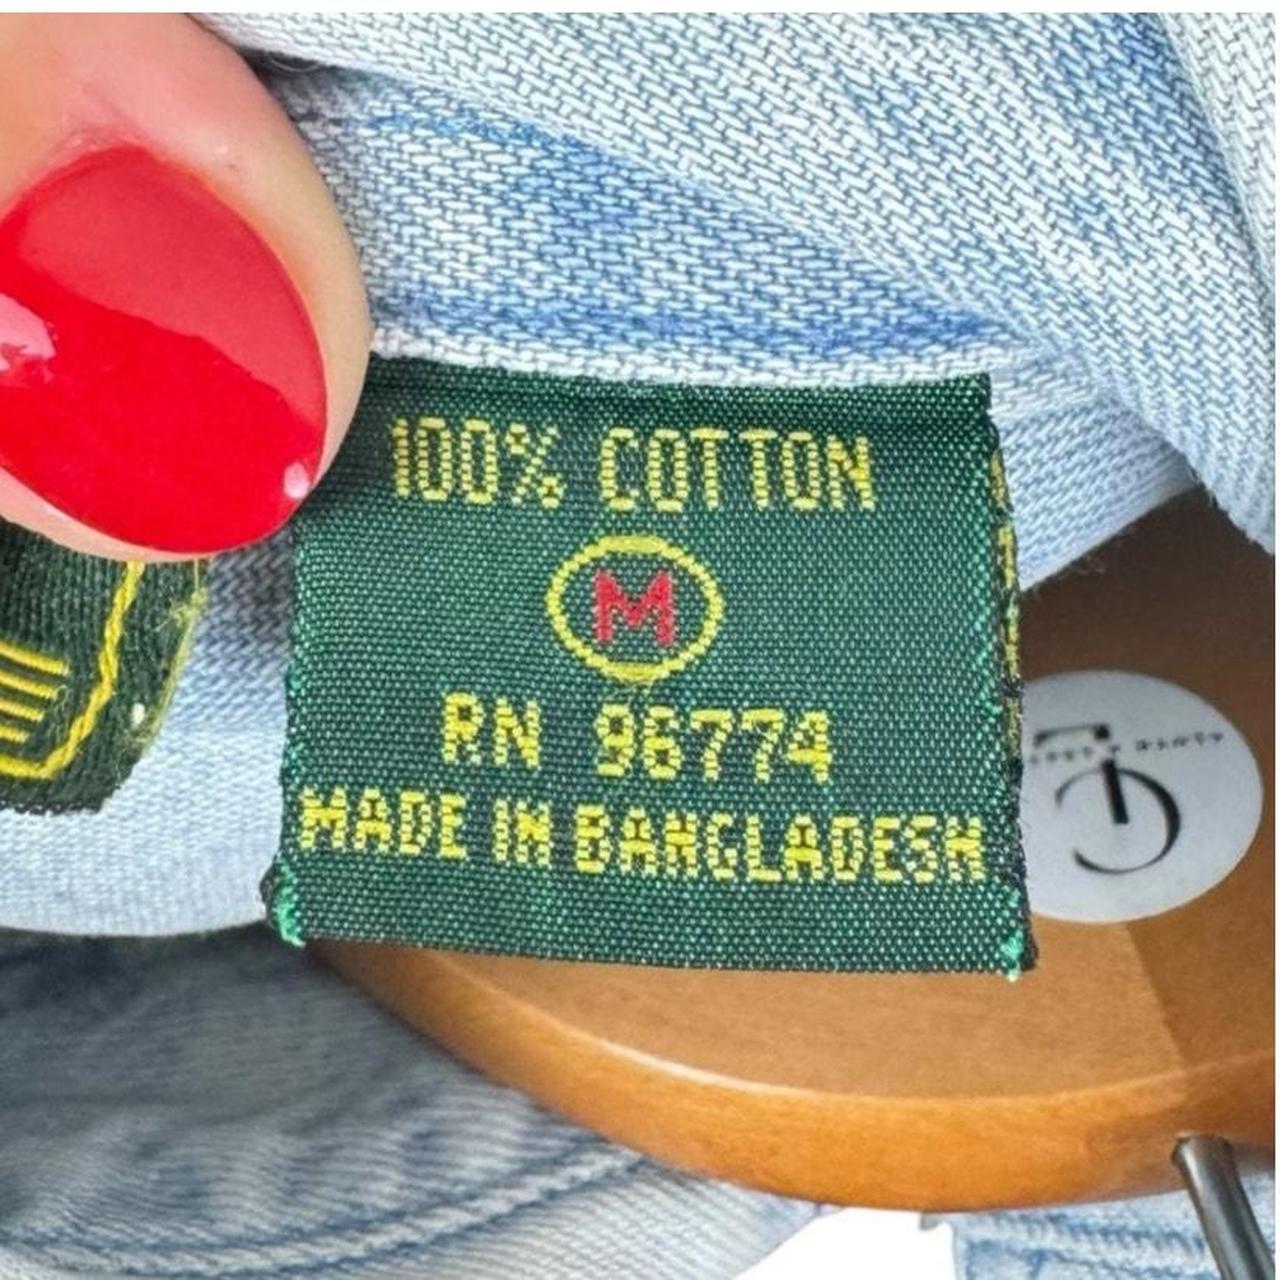 100% COTTON
M
RN 96774
MADE IN BANGLADESH